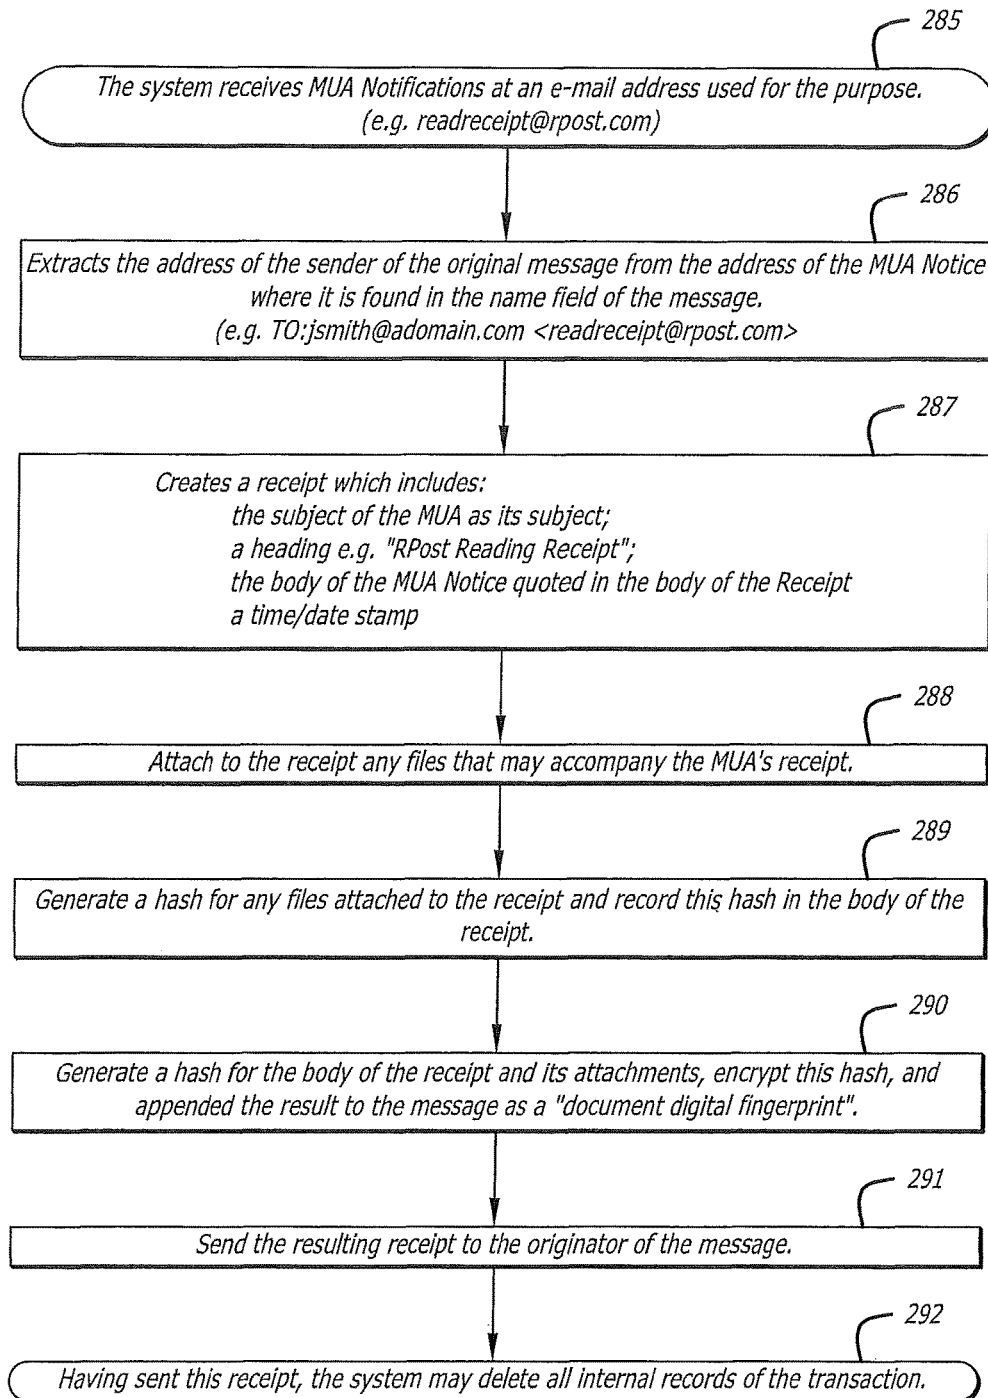 285
The system receives MUA Notifications at an e-mail address used for the purpose.
(e.g. readreceipt@rpost.com)
286
Extracts the address of the sender of the original message from the address of the MUA Notice
where it is found in the name field of the message.
(e.g. TO:jsmith@adomain.com <readreceipt@rpost.com>
287
Creates a receipt which includes:
the subject of the MUA as its subject;
a heading e.g. "RPost Reading Receipt";
the body of the MUA Notice quoted in the body of the Receipt
a time/date stamp
288
Attach to the receipt any files that may accompany the MUA's receipt.
289
Generate a hash for any files attached to the receipt and record this hash in the body of the
receipt.
290
Generate a hash for the body of the receipt and its attachments, encrypt this hash, and
appended the result to the message as a "document digital fingerprint".
291
Send the resulting receipt to the originator of the message.
292
Having sent this receipt, the system may delete all internal records of the transaction.